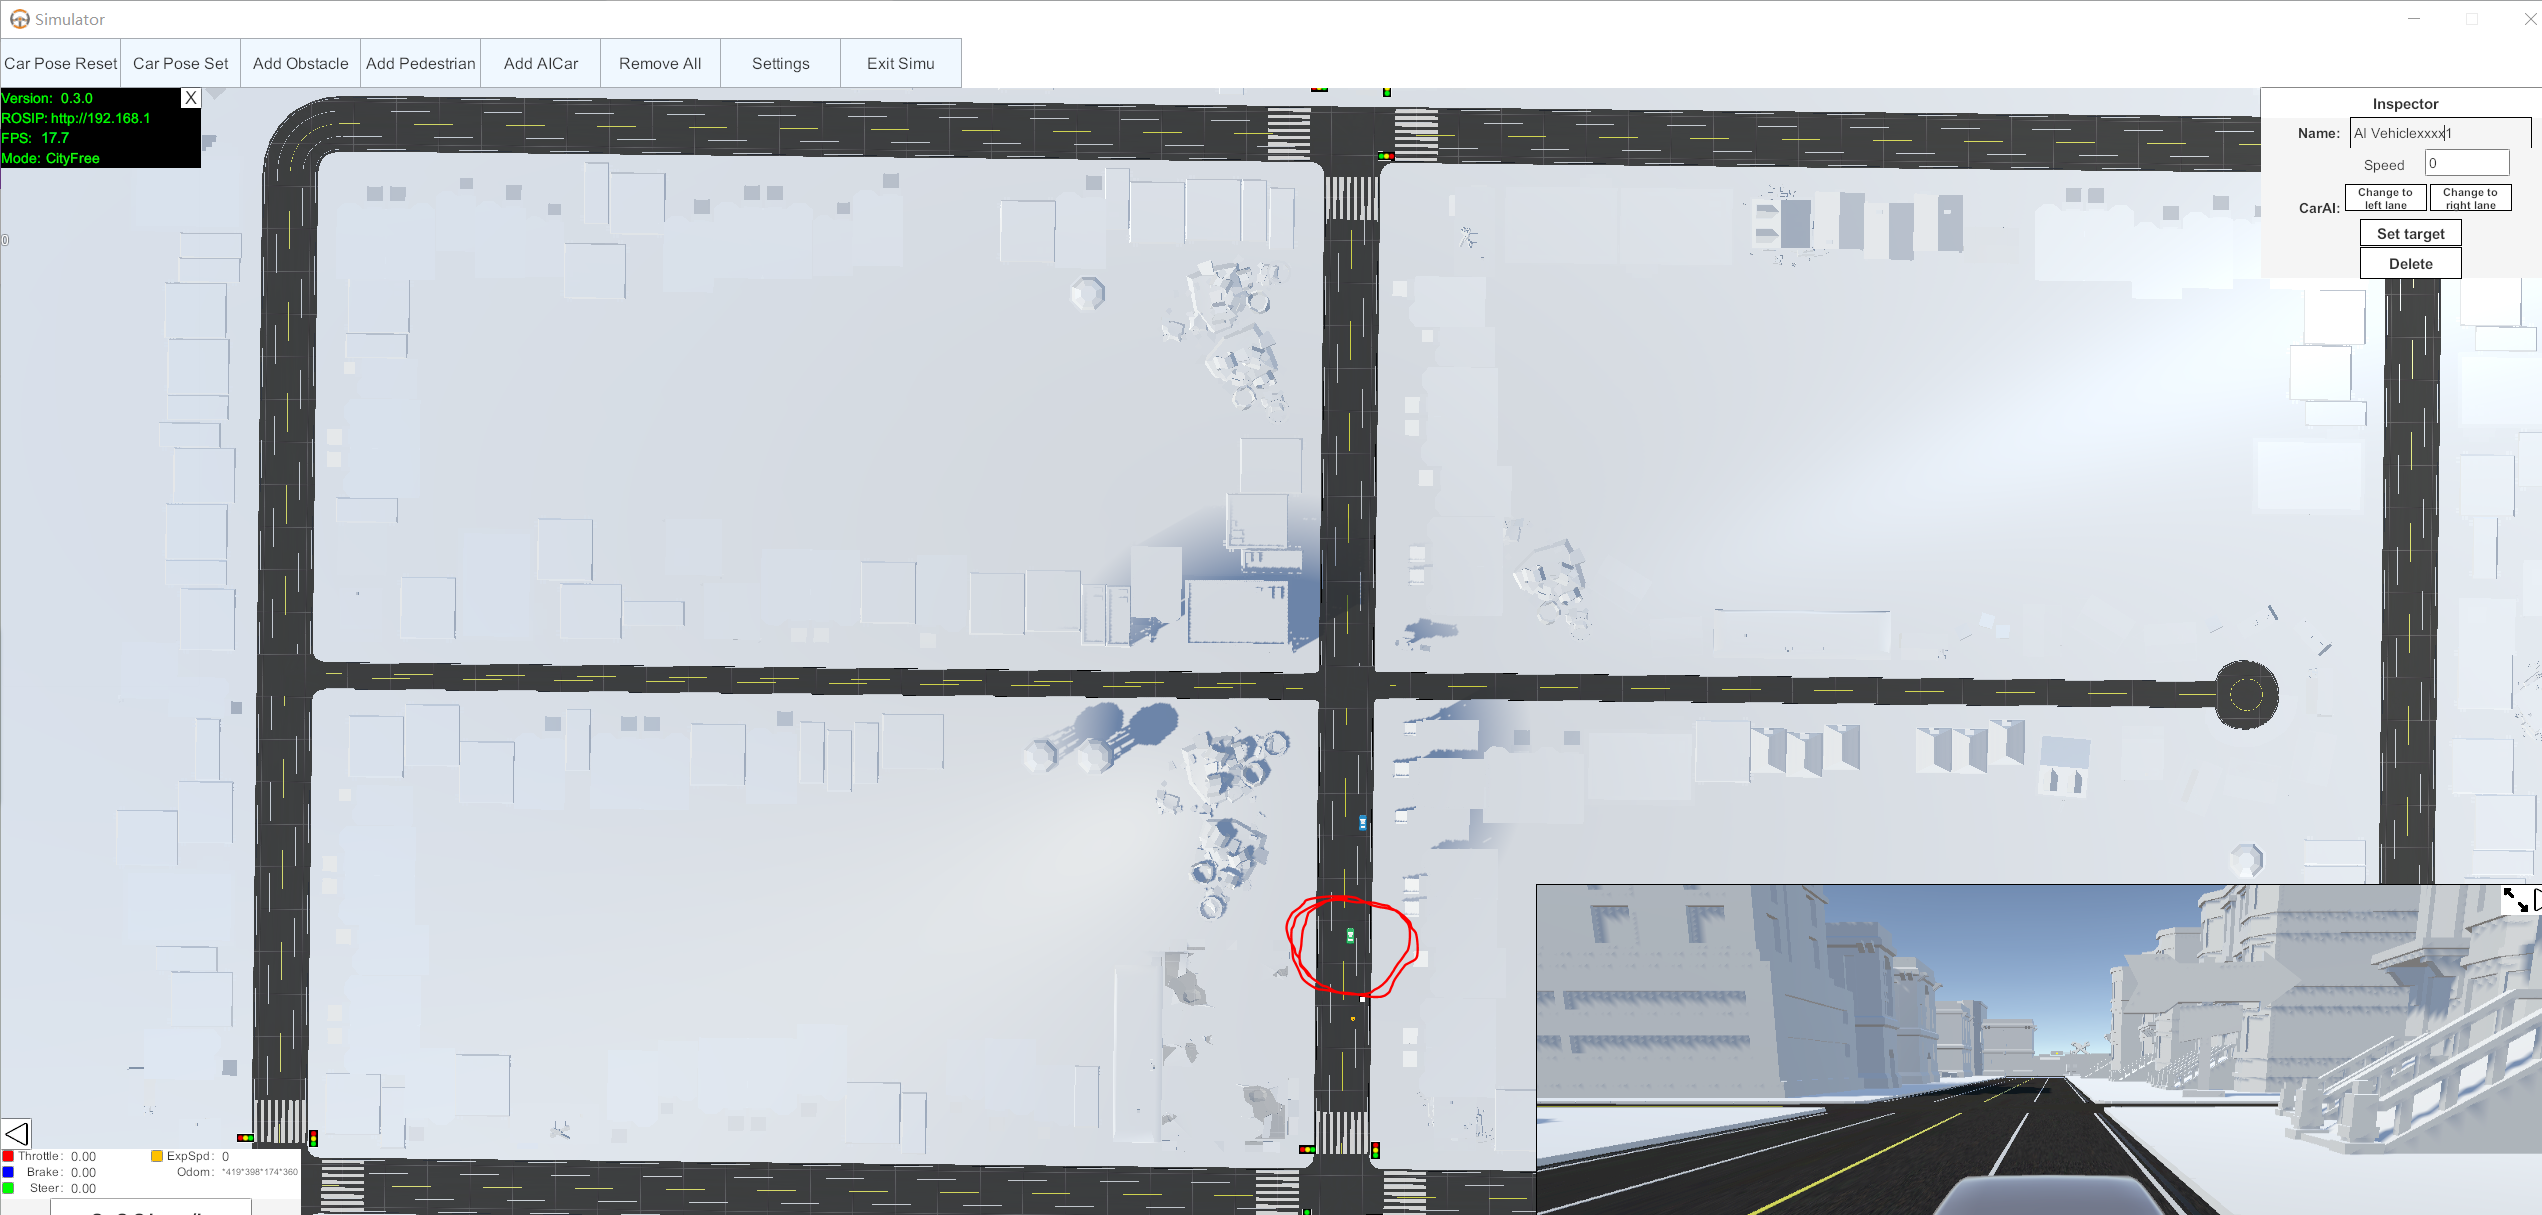 Simulator
Car Pose Reset
Car Pose Set
Add Obstacle
Add Pedestrian
Add AICar
Remove All
Settings
Exit Simu
Version: 0.3.0
X
ROSIP: http://192.168.1
FPS: 17.7
Mode: CityFree
Inspector
Name: AI Vehiclexxxx1
Speed 0
CarAI:
Change to left lane
Change to right lane
Set target
Delete
0
Throttle: 0.00
ExpSpd: 0
Brake: 0.00
Odom: *419*398*174*360
Steer: 0.00